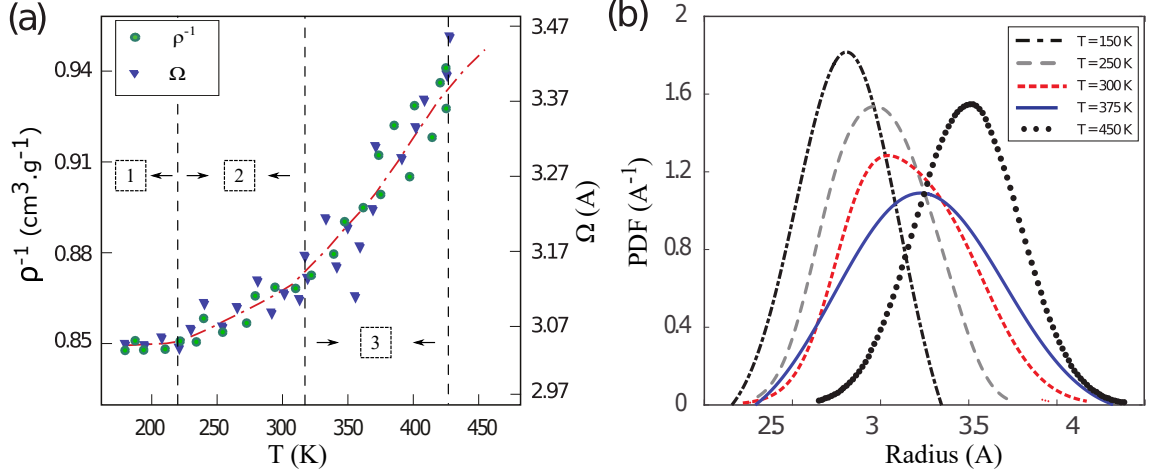 (a)
ρ⁻¹
Ω
0.94
0.91
0.88
0.85
ρ⁻¹ (cm³.g⁻¹)
1
2
3
3.47
3.37
3.27
3.17
3.07
2.97
Ω (A)
200 250 300 350 400 450
T (K)
(b)
2
1.6
1.2
0.8
0.4
0
PDF (A⁻¹)
T=150 K
T=250 K
T=300 K
T=375 K
T=450 K
25 3 3.5 4
Radius (A)